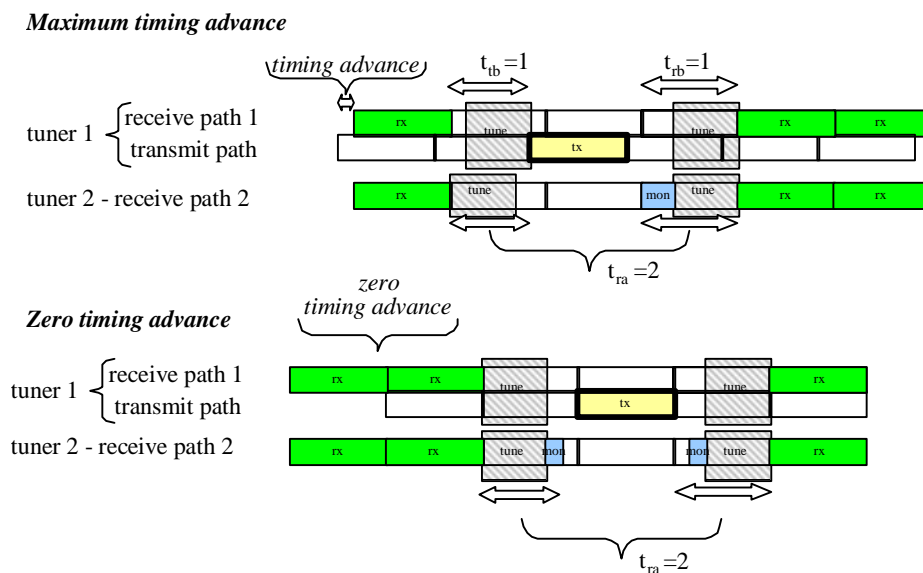 Maximum timing advance
timing advance
t_tb=1
t_rb=1
tuner 1
receive path 1
rx
tune
tune
rx
rx
transmit path
tx
tuner 2 - receive path 2
rx
tune
mon
tune
rx
rx
t_ra=2
zero
timing advance
Zero timing advance
tuner 1
receive path 1
rx
rx
tune
tune
rx
transmit path
tx
tuner 2 - receive path 2
rx
rx
tune
mon
mon
tune
rx
t_ra=2